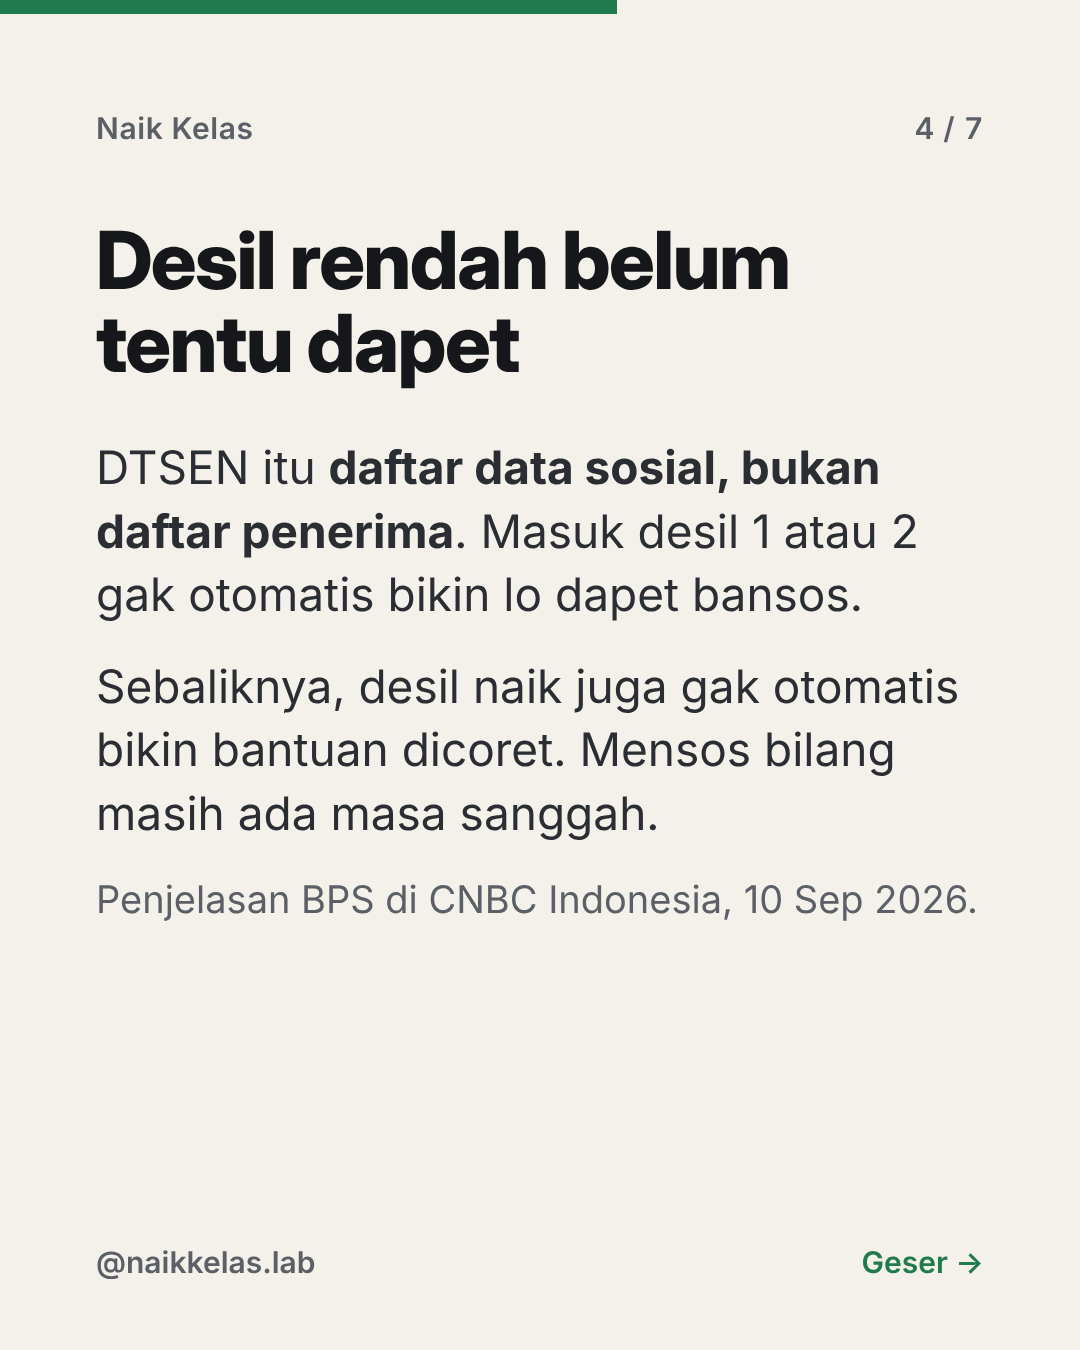 Naik Kelas
4 / 7
Desil rendah belum
tentu dapet
DTSEN itu daftar data sosial, bukan
daftar penerima. Masuk desil 1 atau 2
gak otomatis bikin lo dapet bansos.
Sebaliknya, desil naik juga gak otomatis
bikin bantuan dicoret. Mensos bilang
masih ada masa sanggah.
Penjelasan BPS di CNBC Indonesia, 10 Sep 2026.
@naikkelas.lab
Geser →